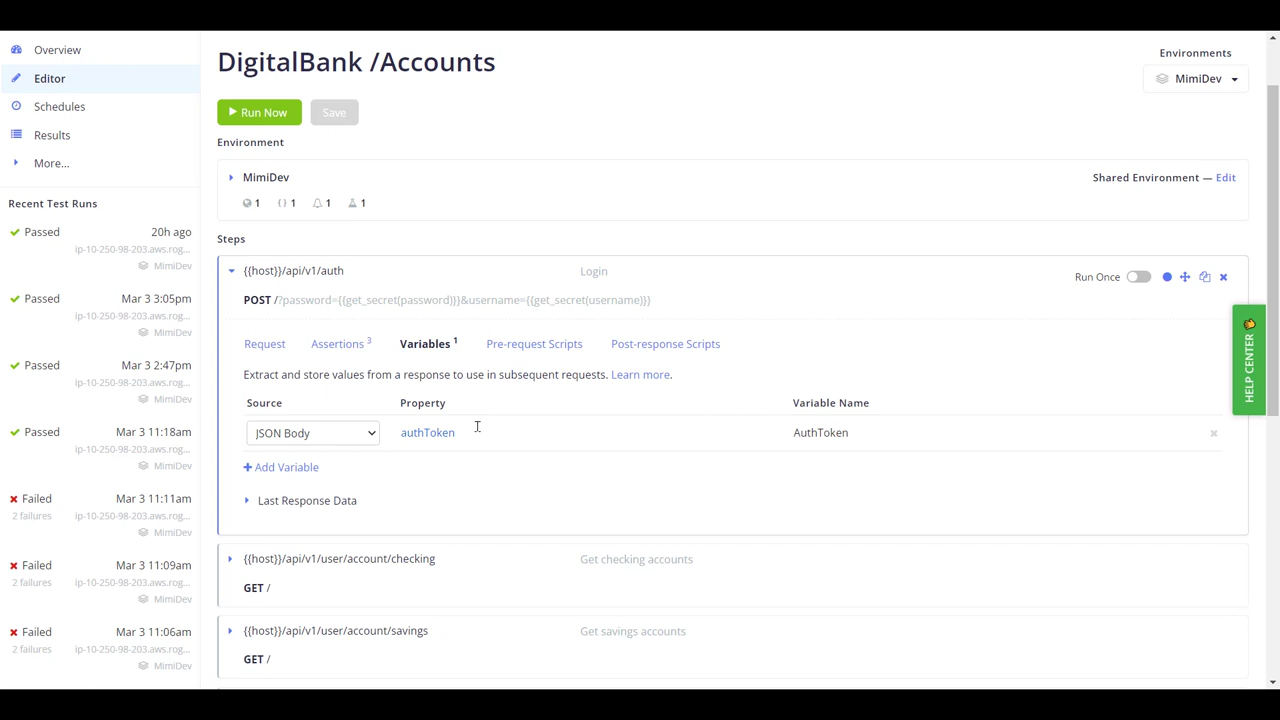 Overview
Editor
Schedules
Results
More...
Recent Test Runs
Passed 20h ago
ip-10-250-98-203.aws.rog...
MimiDev
Passed Mar 3 3:05pm
ip-10-250-98-203.aws.rog...
MimiDev
Passed Mar 3 2:47pm
ip-10-250-98-203.aws.rog...
MimiDev
Passed Mar 3 11:18am
ip-10-250-98-203.aws.rog...
MimiDev
Failed Mar 3 11:11am
2 failures ip-10-250-98-203.aws.rog...
MimiDev
Failed Mar 3 11:09am
2 failures ip-10-250-98-203.aws.rog...
MimiDev
Failed Mar 3 11:06am
2 failures ip-10-250-98-203.aws.rog...
MimiDev
DigitalBank /Accounts
Environments
MimiDev
Run Now Save
Environment
MimiDev
Shared Environment — Edit
1 {} 1 1 1
Steps
{{host}}/api/v1/auth Login
Run Once
POST /?password={{get_secret(password)}}&username={{get_secret(username)}}
Request Assertions 3 Variables 1 Pre-request Scripts Post-response Scripts
Extract and store values from a response to use in subsequent requests. Learn more.
Source Property Variable Name
JSON Body authToken AuthToken
+ Add Variable
Last Response Data
{{host}}/api/v1/user/account/checking Get checking accounts
GET /
{{host}}/api/v1/user/account/savings Get savings accounts
GET /
HELP CENTER